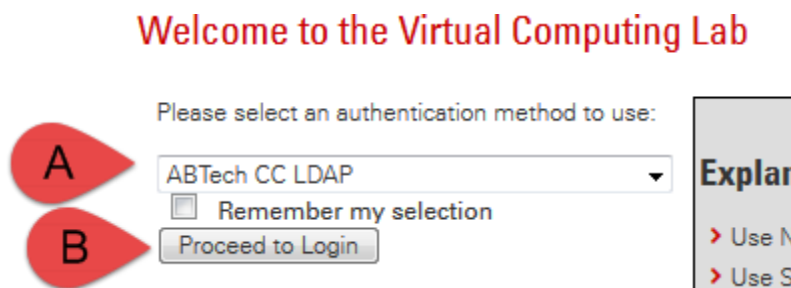 Welcome to the Virtual Computing Lab
Please select an authentication method to use:
A
ABTech CC LDAP
Remember my selection
B
Proceed to Login
Use
Use